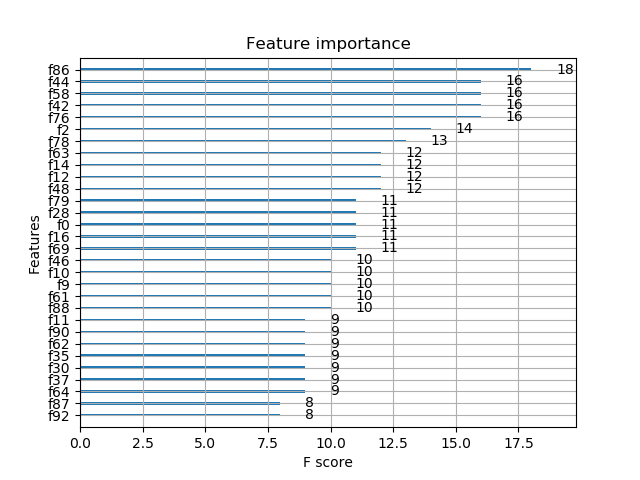 Feature importance
Features
f86 18
f44 16
f58 16
f42 16
f76 16
f2 14
f78 13
f63 12
f14 12
f12 12
f48 12
f79 11
f28 11
f0 11
f16 11
f69 11
f46 10
f10 10
f9 10
f61 10
f88 10
f11 9
f90 9
f62 9
f35 9
f30 9
f37 9
f64 9
f87 8
f92 8
0.0 2.5 5.0 7.5 10.0 12.5 15.0 17.5
F score